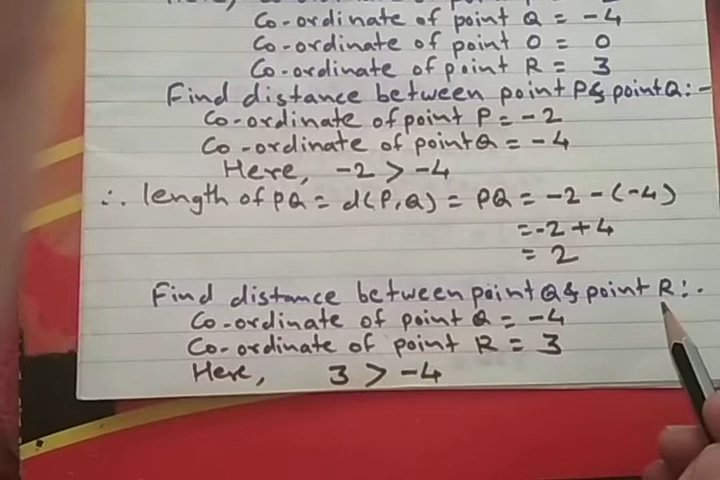 Co-ordinate of point Q = -4
Co-ordinate of point O = 0
Co-ordinate of point R = 3
Find distance between point P & point Q :-
Co-ordinate of point P = -2
Co-ordinate of point Q = -4
Here, -2 > -4
∴ length of PQ = d(P,Q) = PQ = -2 - (-4)
= -2 + 4
= 2
Find distance between point Q & point R :-
Co-ordinate of point Q = -4
Co-ordinate of point R = 3
Here, 3 > -4